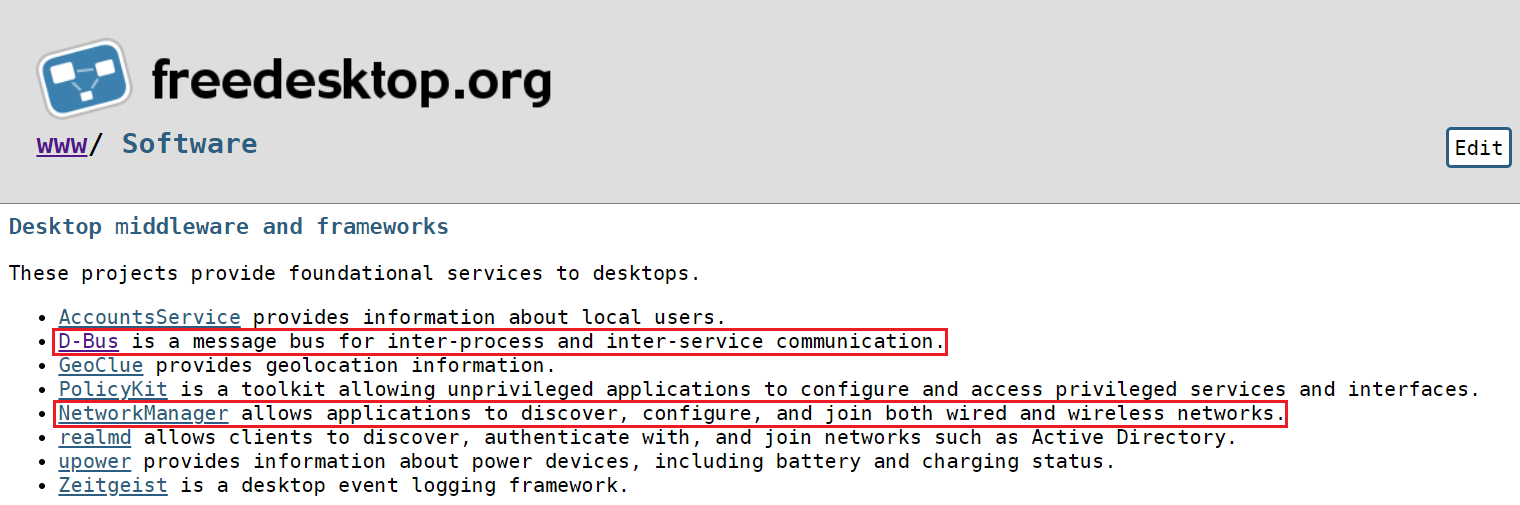 freedesktop.org
www/ Software
Edit
Desktop middleware and frameworks
These projects provide foundational services to desktops.
• AccountsService provides information about local users.
• D-Bus is a message bus for inter-process and inter-service communication.
• GeoClue provides geolocation information.
• PolicyKit is a toolkit allowing unprivileged applications to configure and access privileged services and interfaces.
• NetworkManager allows applications to discover, configure, and join both wired and wireless networks.
• realmd allows clients to discover, authenticate with, and join networks such as Active Directory.
• upower provides information about power devices, including battery and charging status.
• Zeitgeist is a desktop event logging framework.